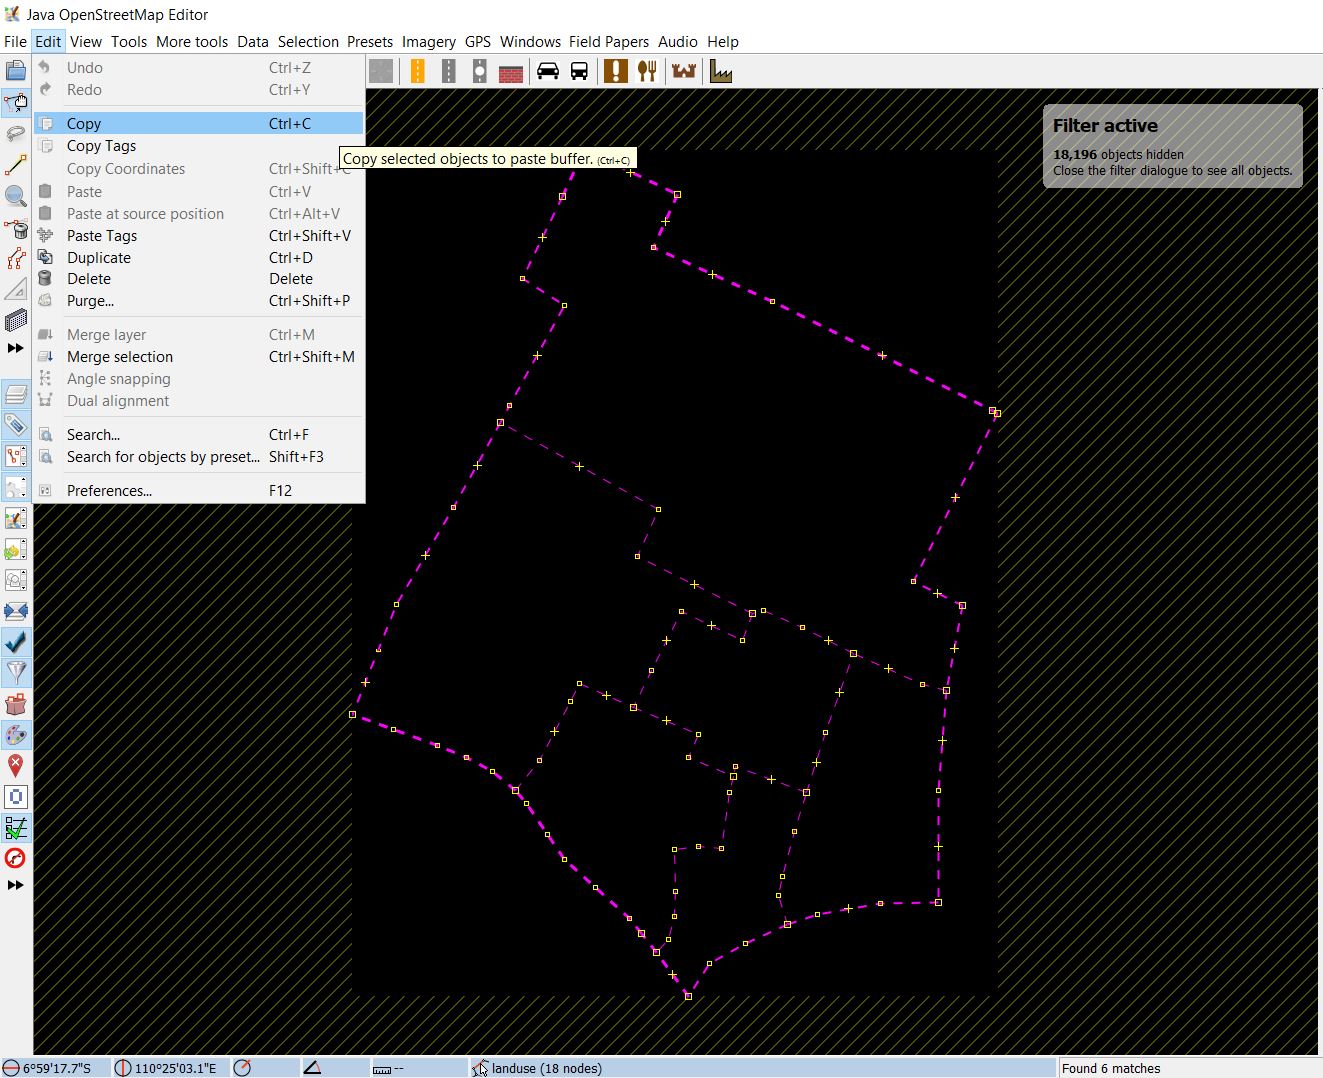 Java OpenStreetMap Editor
File Edit View Tools More tools Data Selection Presets Imagery GPS Windows Field Papers Audio Help
Undo Ctrl+Z
Redo Ctrl+Y
Copy Ctrl+C
Copy Tags
Copy selected objects to paste buffer. (Ctrl+C)
Copy Coordinates Ctrl+Shift+C
Paste Ctrl+V
Paste at source position Ctrl+Alt+V
Paste Tags Ctrl+Shift+V
Duplicate Ctrl+D
Delete Delete
Purge... Ctrl+Shift+P
Merge layer Ctrl+M
Merge selection Ctrl+Shift+M
Angle snapping
Dual alignment
Search... Ctrl+F
Search for objects by preset... Shift+F3
Preferences... F12
Filter active
18,196 objects hidden
Close the filter dialogue to see all objects.
6°59'17.7"S 110°25'03.1"E -- landuse (18 nodes) Found 6 matches